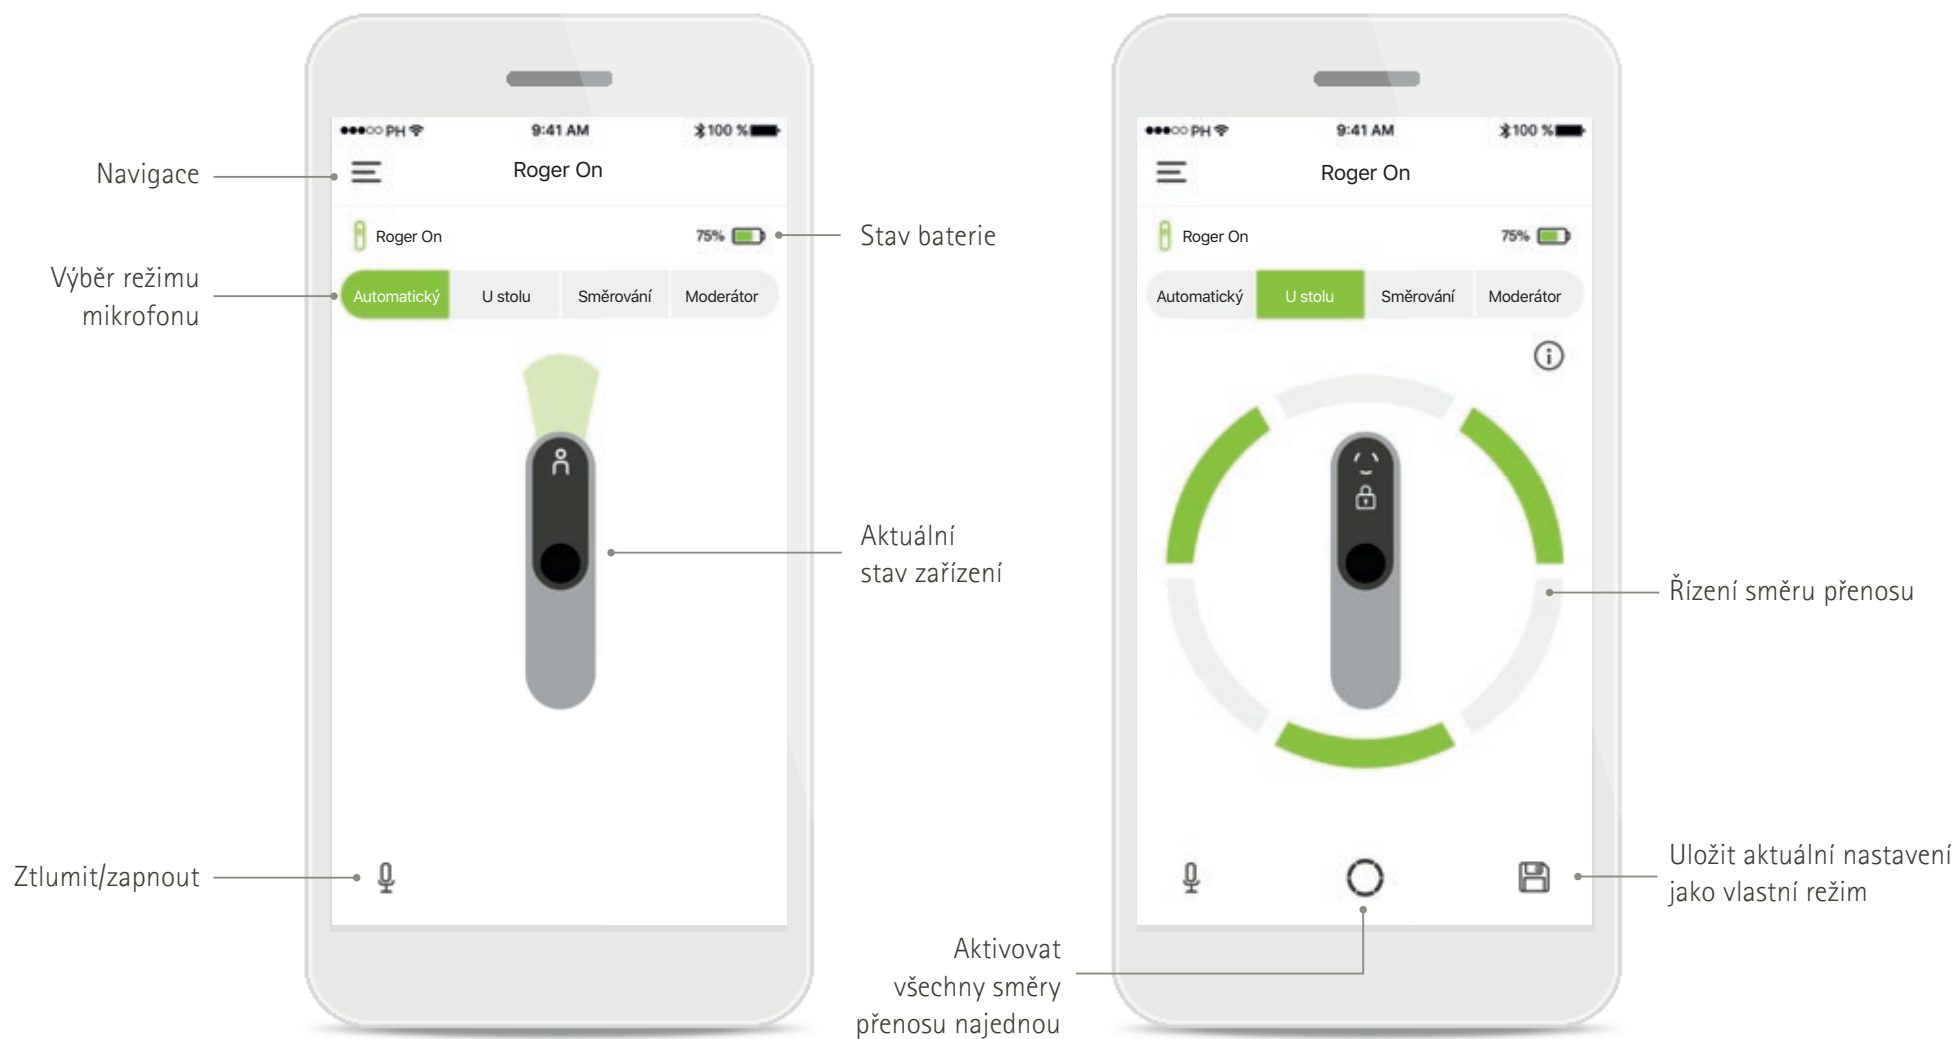 PH
9:41 AM
100 %
Roger On
Roger On
75%
Automatický
U stolu
Směrování
Moderátor
Navigace
Výběr režimu
mikrofonu
Ztlumit/zapnout
Stav baterie
Aktuální
stav zařízení
PH
9:41 AM
100 %
Roger On
Roger On
75%
Automatický
U stolu
Směrování
Moderátor
Řízení směru přenosu
Uložit aktuální nastavení
jako vlastní režim
Aktivovat
všechny směry
přenosu najednou